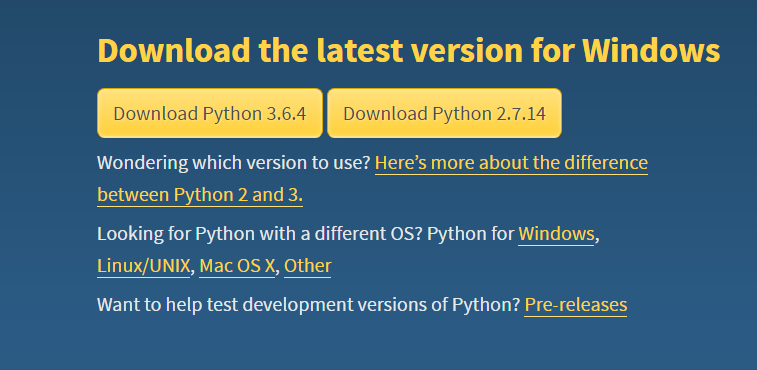 Download the latest version for Windows
Download Python 3.6.4 Download Python 2.7.14
Wondering which version to use? Here’s more about the difference
between Python 2 and 3.
Looking for Python with a different OS? Python for Windows,
Linux/UNIX, Mac OS X, Other
Want to help test development versions of Python? Pre-releases